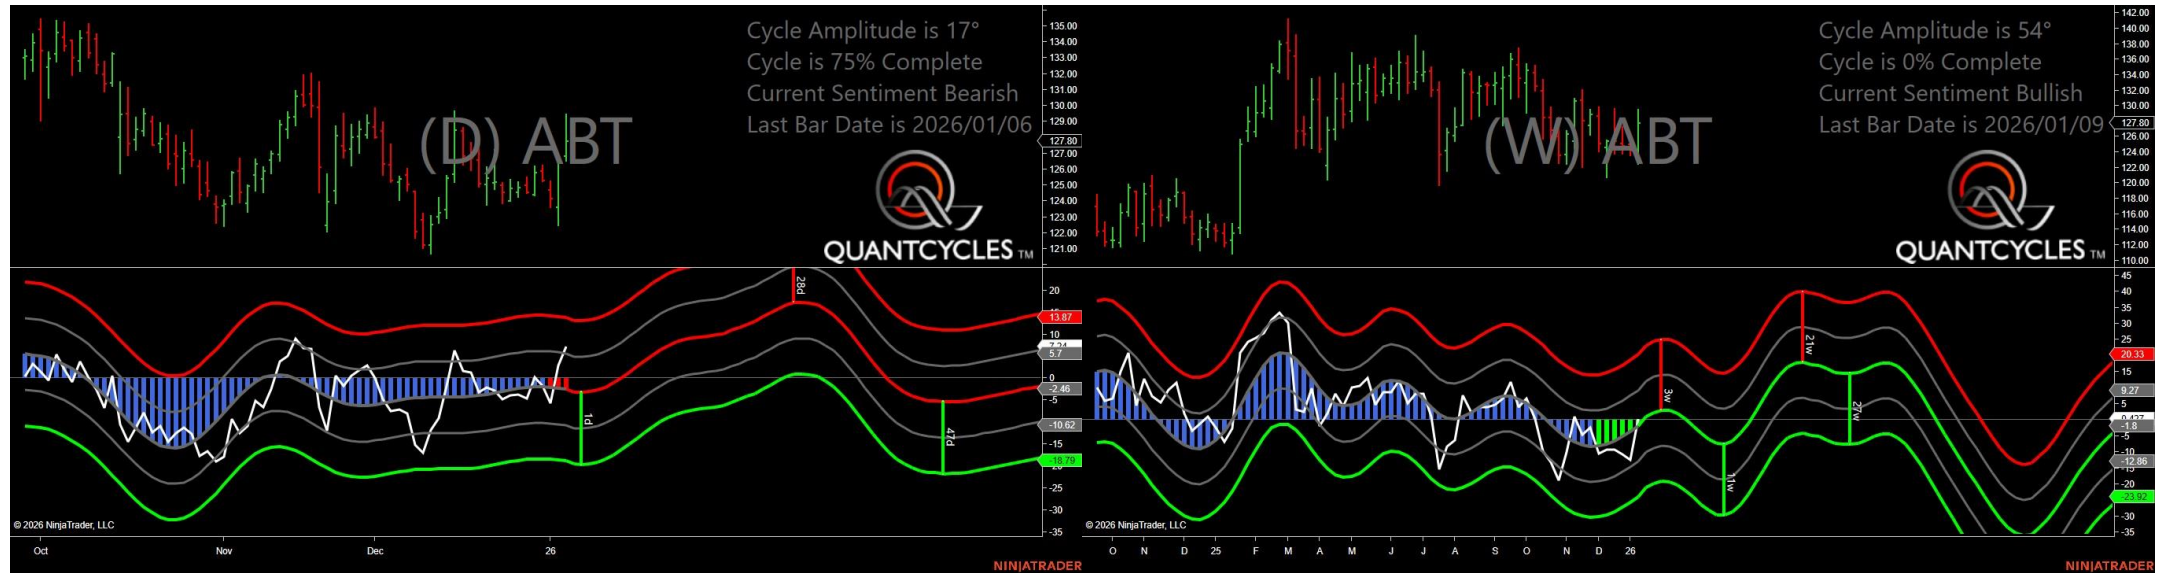 Cycle Amplitude is 17°
Cycle is 75% Complete
Current Sentiment Bearish
Last Bar Date is 2026/01/06
(D) ABT
QUANTCYCLES TM
135.00
134.00
133.00
132.00
131.00
130.00
129.00
127.80
127.00
126.00
125.00
124.00
123.00
122.00
121.00
28d
1d
47d
20
13.87
10
5.7
0
-2.46
-5
-10.62
-15
-18.79
-25
-30
-35
© 2026 NinjaTrader, LLC
Oct Nov Dec 26
NINJATRADER
Cycle Amplitude is 54°
Cycle is 0% Complete
Current Sentiment Bullish
Last Bar Date is 2026/01/09
(W) ABT
QUANTCYCLES TM
142.00
140.00
138.00
136.00
134.00
132.00
130.00
127.80
126.00
124.00
122.00
120.00
118.00
116.00
114.00
112.00
110.00
3w
11w
21w
27w
45
40
35
30
25
20.33
15
9.27
5
0.427
-1.8
-5
-10
-12.86
-23.92
-30
-35
© 2026 NinjaTrader, LLC
O N D 25 F M A M J J A S O N D 26
NINJATRADER